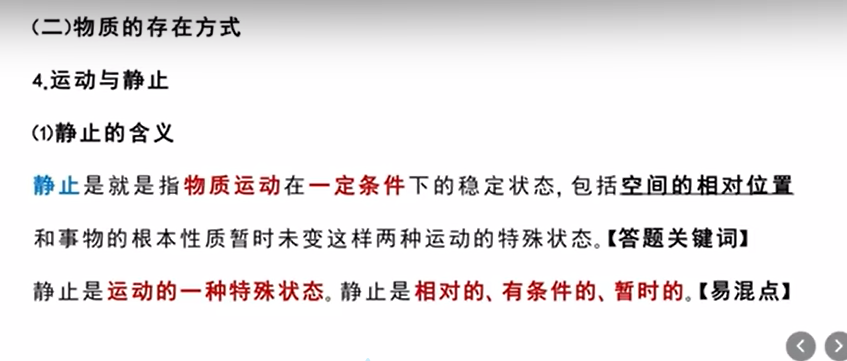 (二)物质的存在方式
4.运动与静止
(1)静止的含义
静止是就是指物质运动在一定条件下的稳定状态,包括空间的相对位置
和事物的根本性质暂时未变这样两种运动的特殊状态。【答题关键词】
静止是运动的一种特殊状态。静止是相对的、有条件的、暂时的。【易混点】